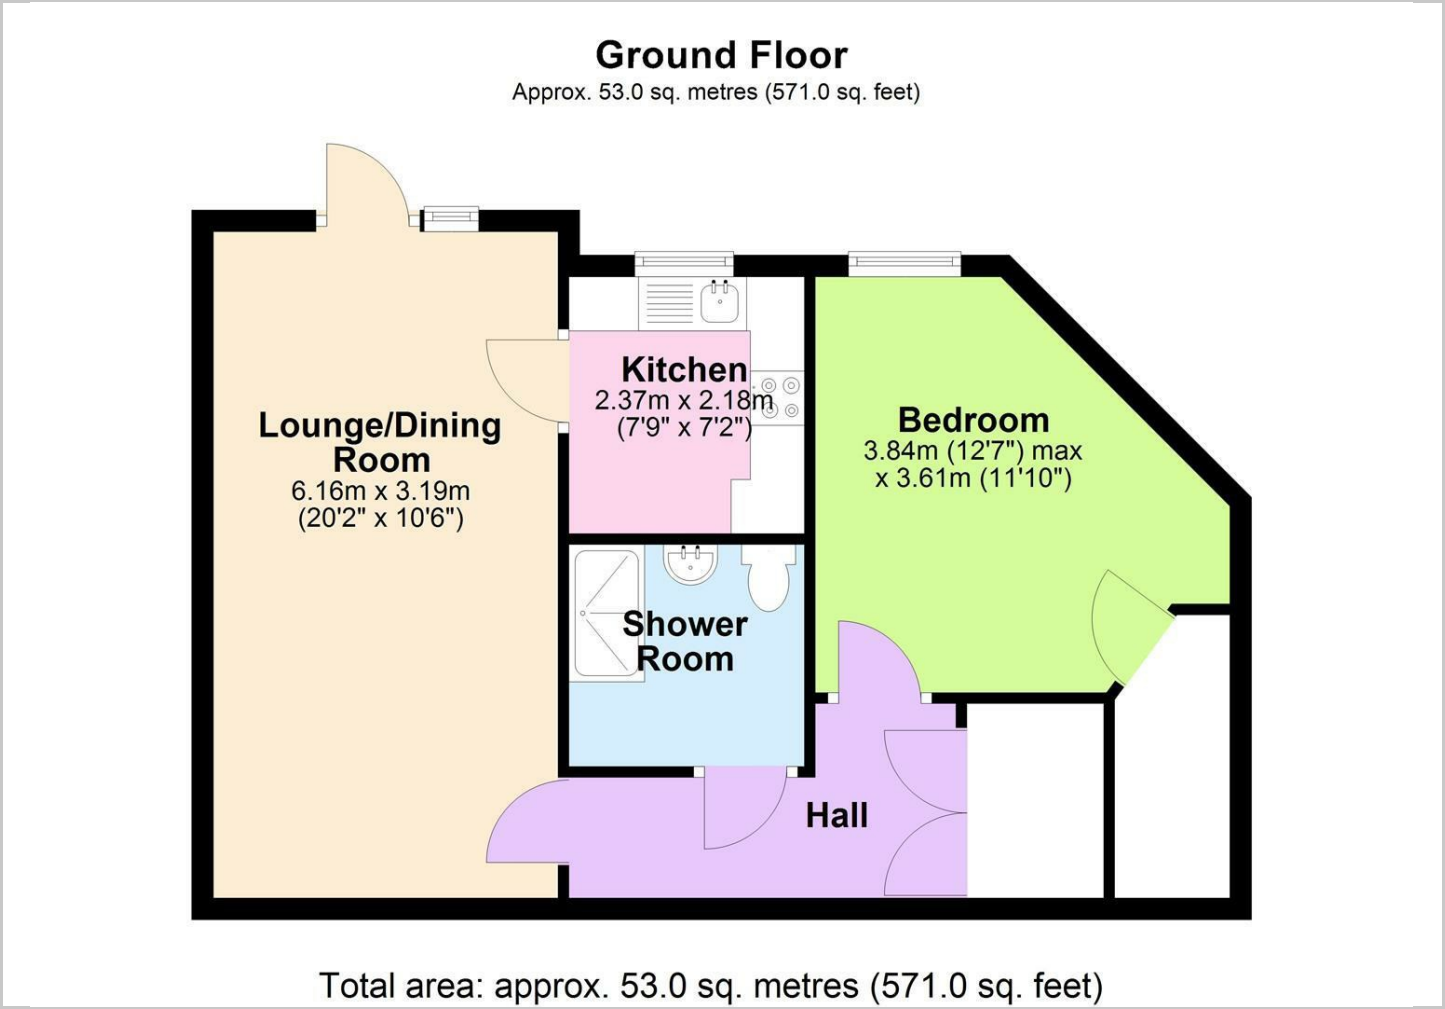 Ground Floor
Approx. 53.0 sq. metres (571.0 sq. feet)
Lounge/Dining
Room
6.16m x 3.19m
(20'2" x 10'6")
Kitchen
2.37m x 2.18m
(7'9" x 7'2")
Bedroom
3.84m (12'7") max
x 3.61m (11'10")
Shower
Room
Hall
Total area: approx. 53.0 sq. metres (571.0 sq. feet)